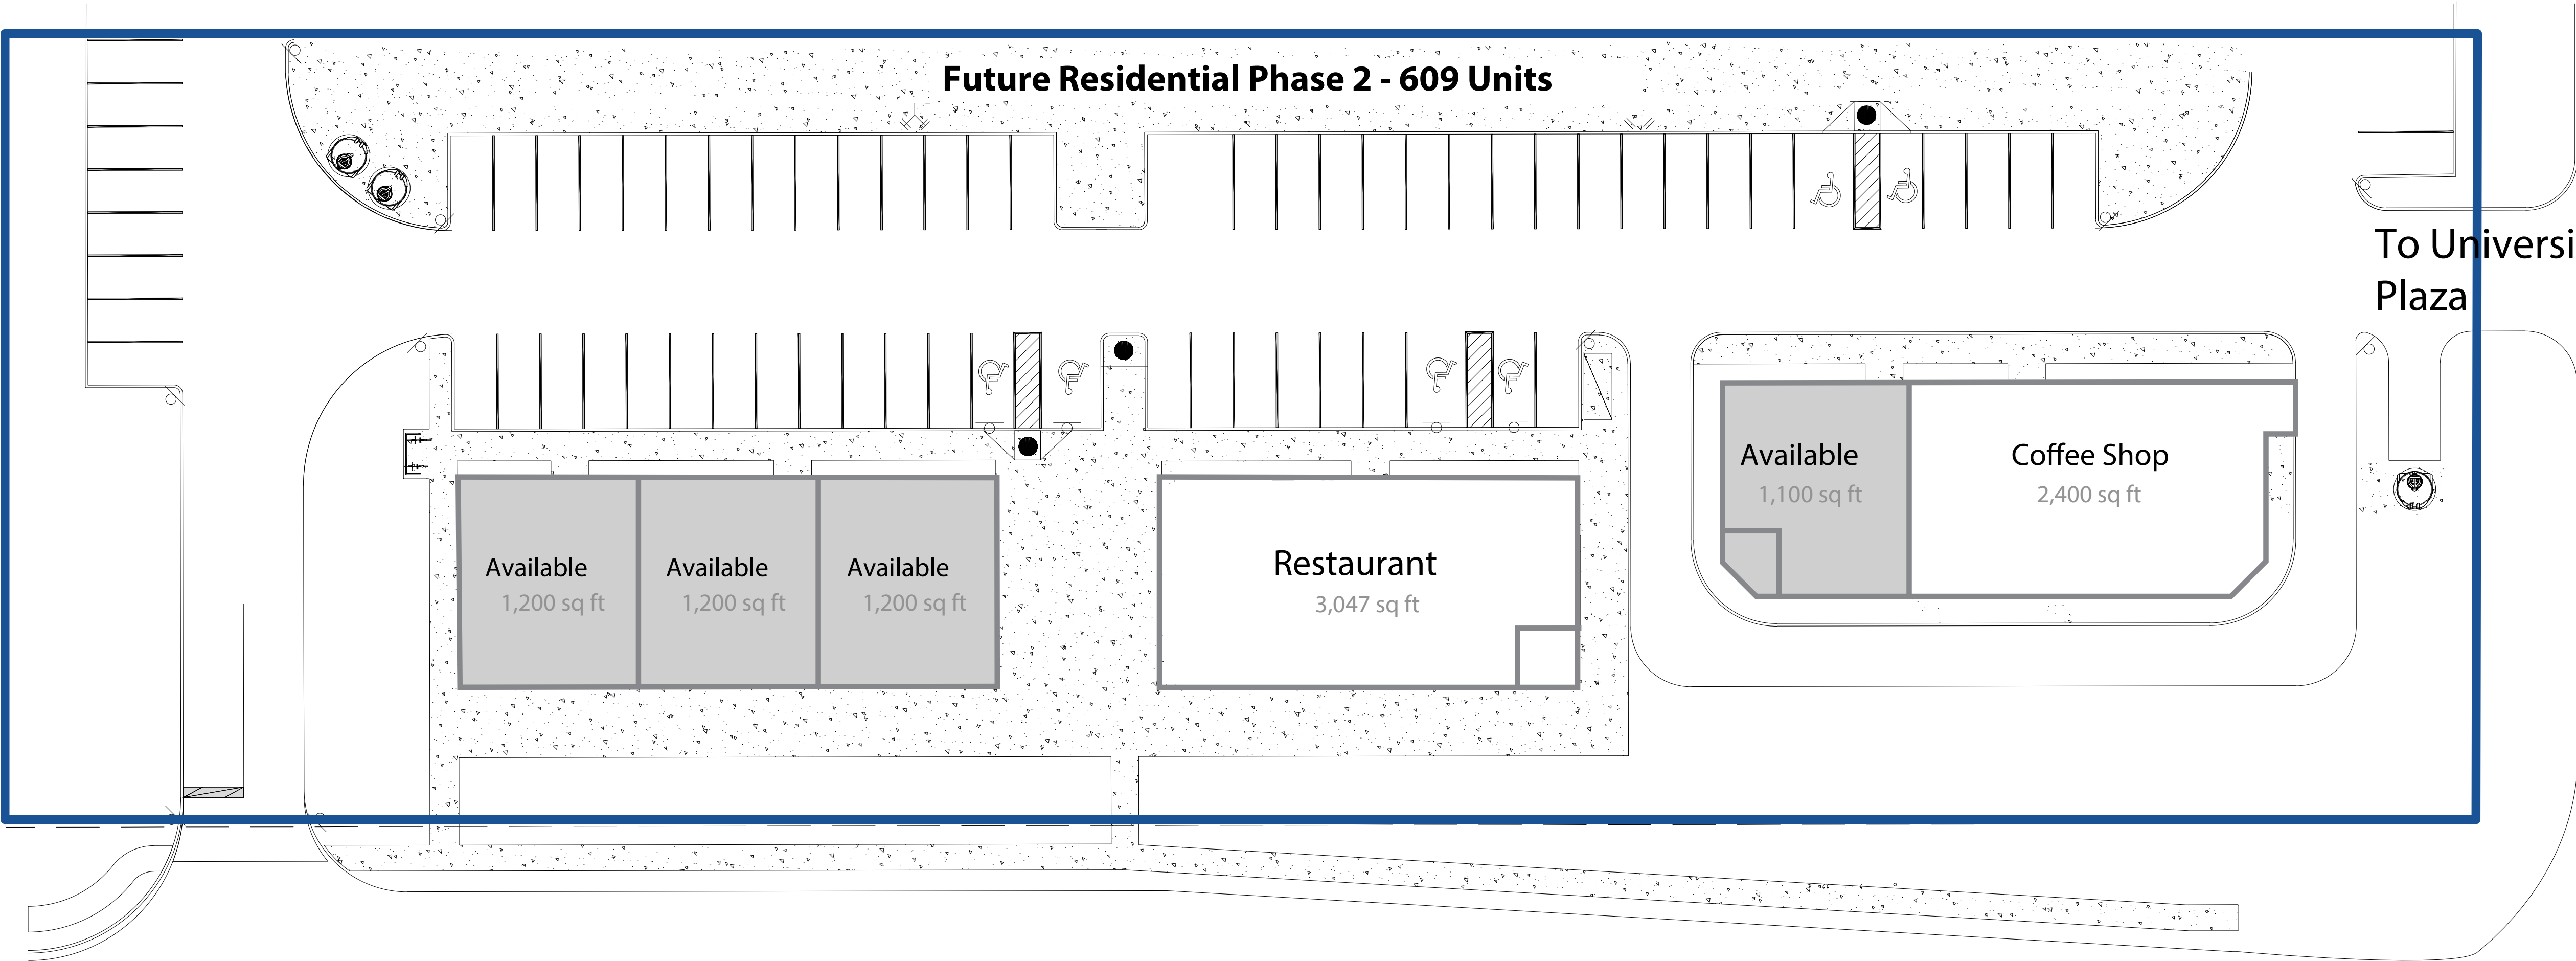 Future Residential Phase 2 - 609 Units
To Universi
Plaza
Available
1,100 sq ft
Coffee Shop
2,400 sq ft
Available
1,200 sq ft
Available
1,200 sq ft
Available
1,200 sq ft
Restaurant
3,047 sq ft